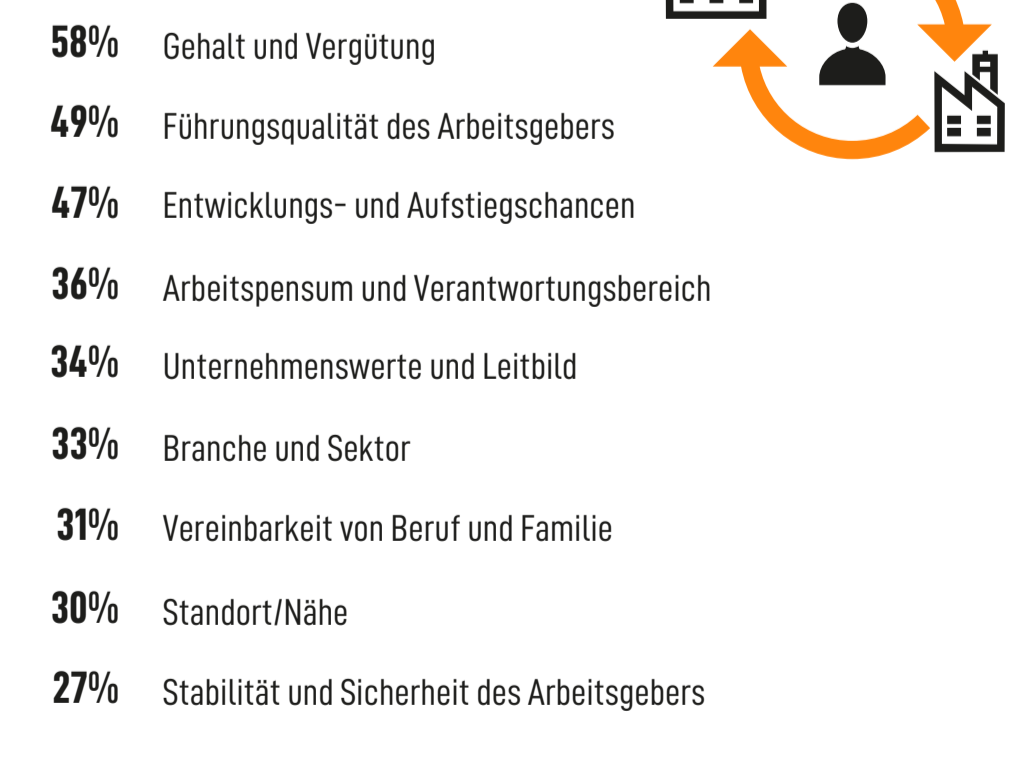 58% Gehalt und Vergütung
49% Führungsqualität des Arbeitsgebers
47% Entwicklungs- und Aufstiegschancen
36% Arbeitspensum und Verantwortungsbereich
34% Unternehmenswerte und Leitbild
33% Branche und Sektor
31% Vereinbarkeit von Beruf und Familie
30% Standort/Nähe
27% Stabilität und Sicherheit des Arbeitsgebers